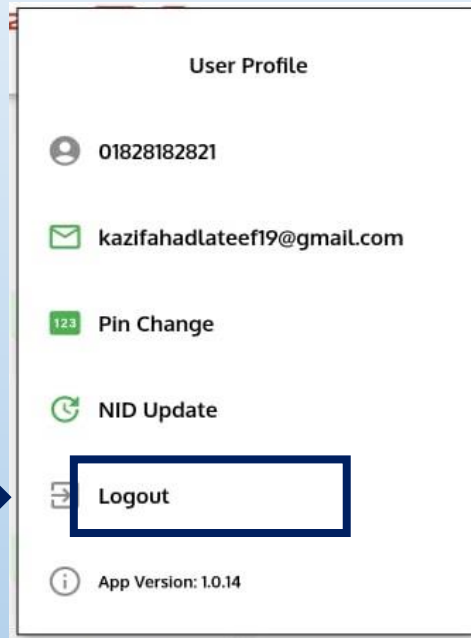 User Profile
01828182821
kazifahadlateef19@gmail.com
123 Pin Change
NID Update
Logout
App Version: 1.0.14